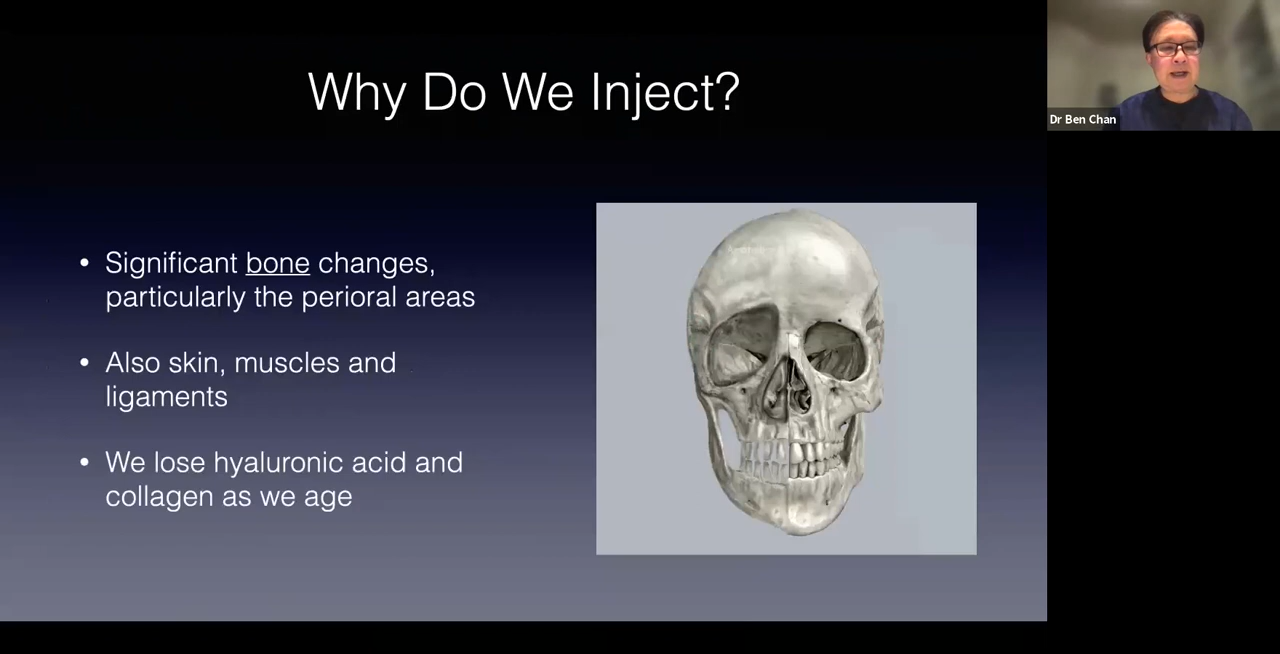 Why Do We Inject?
• Significant bone changes,
particularly the perioral areas
• Also skin, muscles and
ligaments
• We lose hyaluronic acid and
collagen as we age
Dr Ben Chan